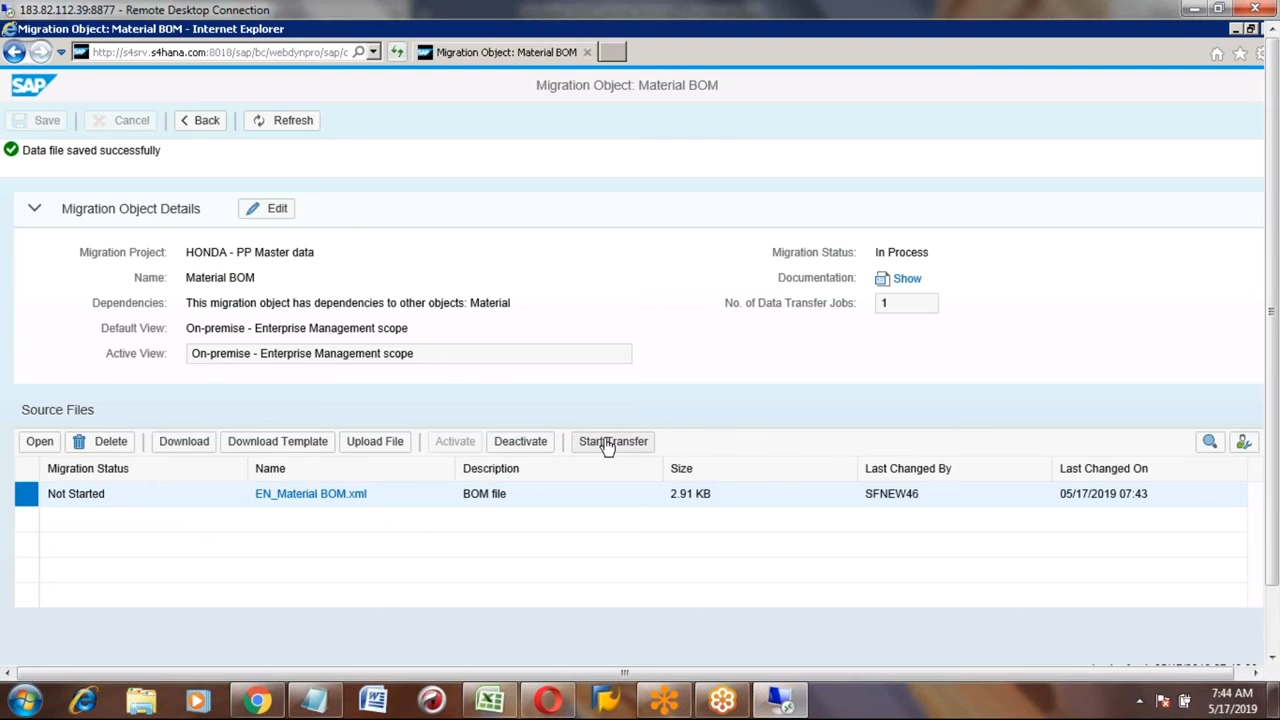 183.82.112.39:8877 - Remote Desktop Connection
Migration Object: Material BOM - Internet Explorer
http://s4srv.s4hana.com:8018/sap/bc/webdynpro/sap/c
Migration Object: Material BOM
SAP
Migration Object: Material BOM
Save Cancel Back Refresh
Data file saved successfully
Migration Object Details Edit
Migration Project: HONDA - PP Master data Migration Status: In Process
Name: Material BOM Documentation: Show
Dependencies: This migration object has dependencies to other objects: Material No. of Data Transfer Jobs: 1
Default View: On-premise - Enterprise Management scope
Active View: On-premise - Enterprise Management scope
Source Files
Open Delete Download Download Template Upload File Activate Deactivate Start Transfer
Migration Status Name Description Size Last Changed By Last Changed On
Not Started EN_Material BOM.xml BOM file 2.91 KB SFNEW46 05/17/2019 07:43
7:44 AM
5/17/2019